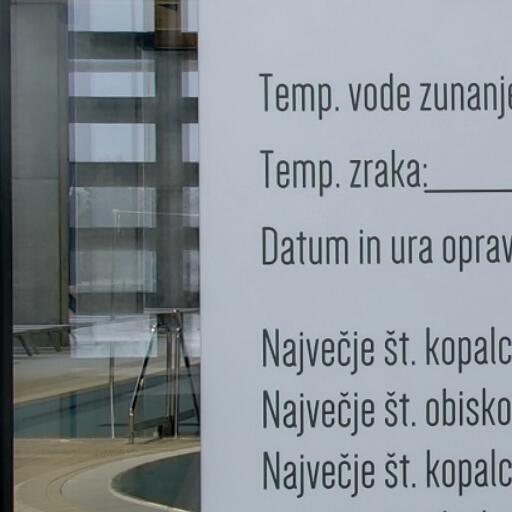 Temp. vode zunanje
Temp. zraka:______
Datum in ura oprav
Največje št. kopalc
Največje št. obisko
Največje št. kopalc